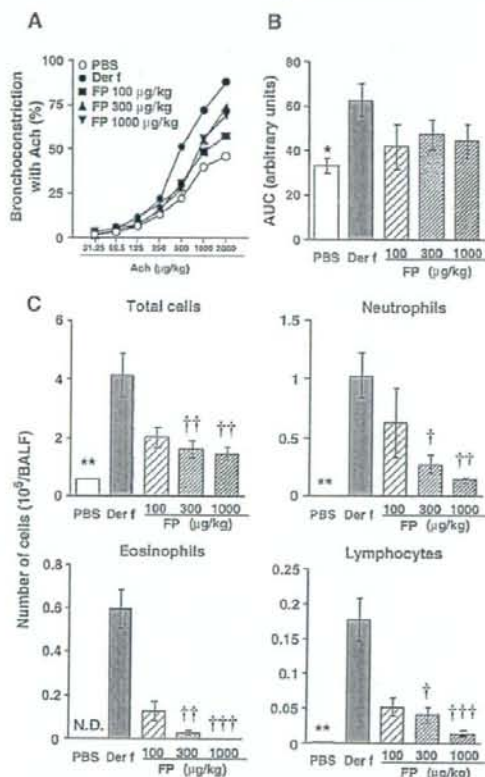 A
B
PBS
Der f
FP 100 µg/kg
FP 300 µg/kg
FP 1000 µg/kg
Bronchoconstriction
with Ach (%)
100
75
50
25
0
31.25 62.5 125 250 500 1000 2000
Ach (µg/kg)
AUC (arbitrary units)
80
60
40
20
0
*
PBS Der f 100 300 1000
FP (µg/kg)
C
Number of cells (10⁵/BALF)
Total cells
6
4
2
0
** †† ††
PBS Der f 100 300 1000
FP (µg/kg)
Neutrophils
1.5
1
0.5
0
** † ††
PBS Der f 100 300 1000
FP (µg/kg)
Eosinophils
0.8
0.6
0.4
0.2
0
N.D. †† †††
PBS Der f 100 300 1000
FP (µg/kg)
Lymphocytes
0.25
0.2
0.15
0.1
0.05
0
** † †††
PBS Der f 100 300 1000
FP (µg/kg)